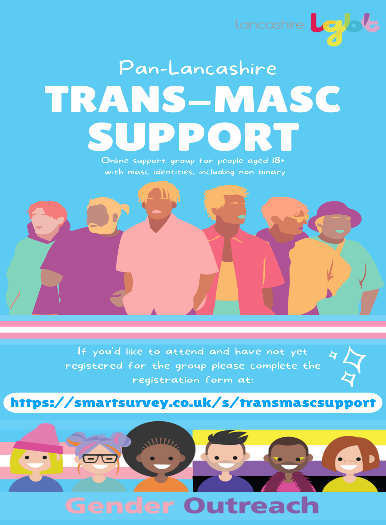 Lancashire Lgbt
Pan-Lancashire
TRANS-MASC
SUPPORT
Online support group for people aged 18+
with masc identities, including non binary
If you'd like to attend and have not yet
registered for the group please complete the
registration form at:
https://smartsurvey.co.uk/s/transmascsupport
Gender Outreach